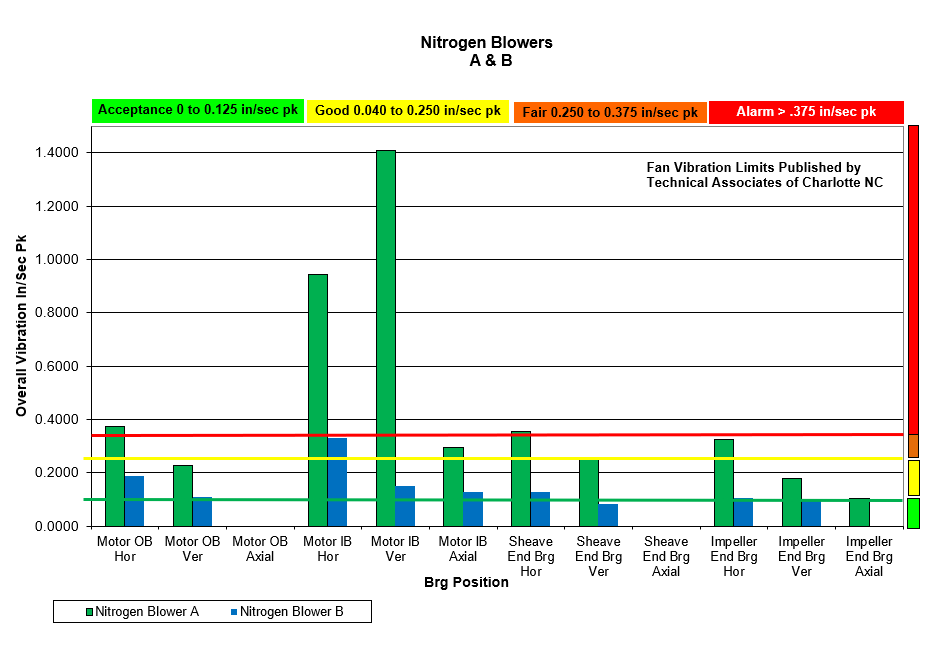 Nitrogen Blowers
A & B
Acceptance 0 to 0.125 in/sec pk
Good 0.040 to 0.250 in/sec pk
Fair 0.250 to 0.375 in/sec pk
Alarm > .375 in/sec pk
Fan Vibration Limits Published by
Technical Associates of Charlotte NC
Overall Vibration In/Sec Pk
1.4000
1.2000
1.0000
0.8000
0.6000
0.4000
0.2000
0.0000
Motor OB
Hor
Motor OB
Ver
Motor OB
Axial
Motor IB
Hor
Motor IB
Ver
Motor IB
Axial
Sheave
End Brg
Hor
Sheave
End Brg
Ver
Sheave
End Brg
Axial
Impeller
End Brg
Hor
Impeller
End Brg
Ver
Impeller
End Brg
Axial
Brg Position
Nitrogen Blower A
Nitrogen Blower B